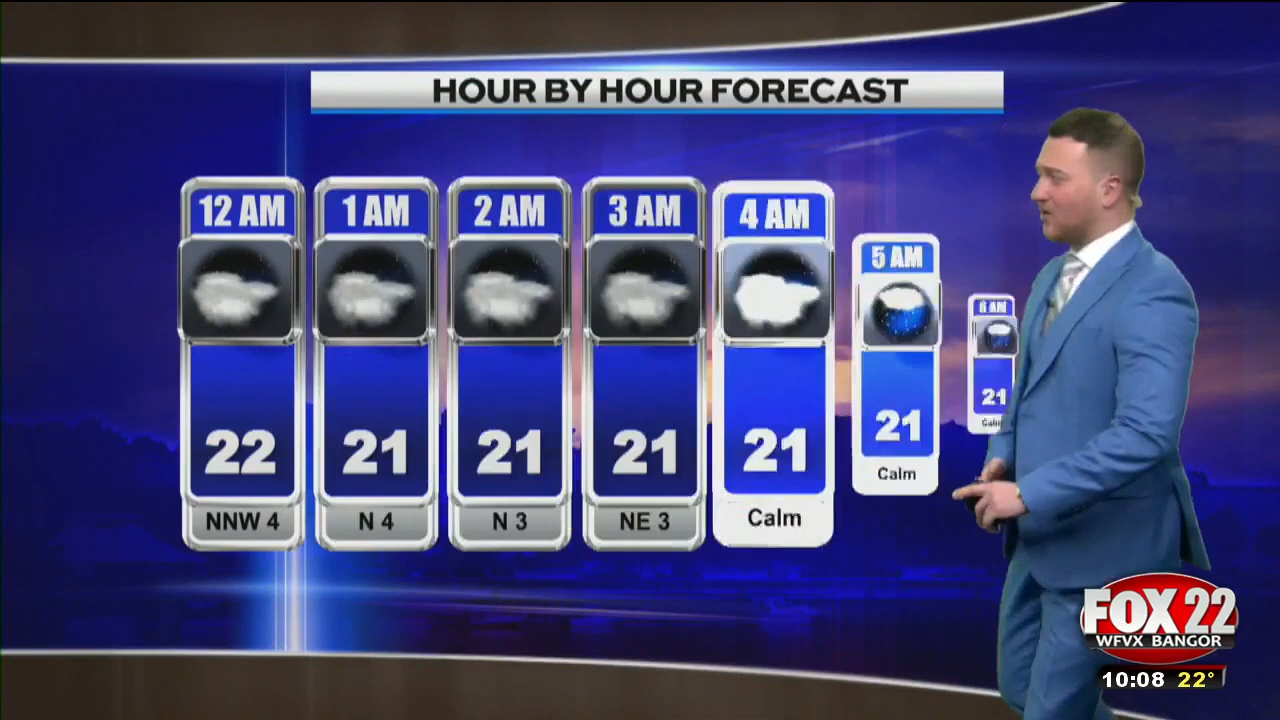 HOUR BY HOUR FORECAST
12 AM 1 AM 2 AM 3 AM 4 AM 5 AM 6 AM
22 21 21 21 21 21 21
NNW 4 N 4 N 3 NE 3 Calm Calm Calm
FOX 22
WFVX BANGOR
10:08 22°